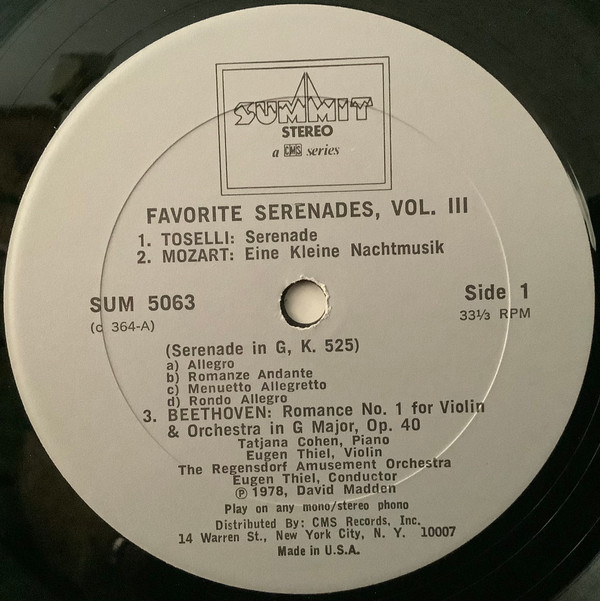 SUMMIT
STEREO
a CMS series
FAVORITE SERENADES, VOL. III
1. TOSELLI: Serenade
2. MOZART: Eine Kleine Nachtmusik
SUM 5063
(c 364-A)
Side 1
33⅓ RPM
(Serenade in G, K. 525)
a) Allegro
b) Romanze Andante
c) Menuetto Allegretto
d) Rondo Allegro
3. BEETHOVEN: Romance No. 1 for Violin
& Orchestra in G Major, Op. 40
Tatjana Cohen, Piano
Eugen Thiel, Violin
The Regensdorf Amusement Orchestra
Eugen Thiel, Conductor
℗ 1978, David Madden
Play on any mono/stereo phono
Distributed By: CMS Records, Inc.
14 Warren St., New York City, N. Y. 10007
Made in U.S.A.